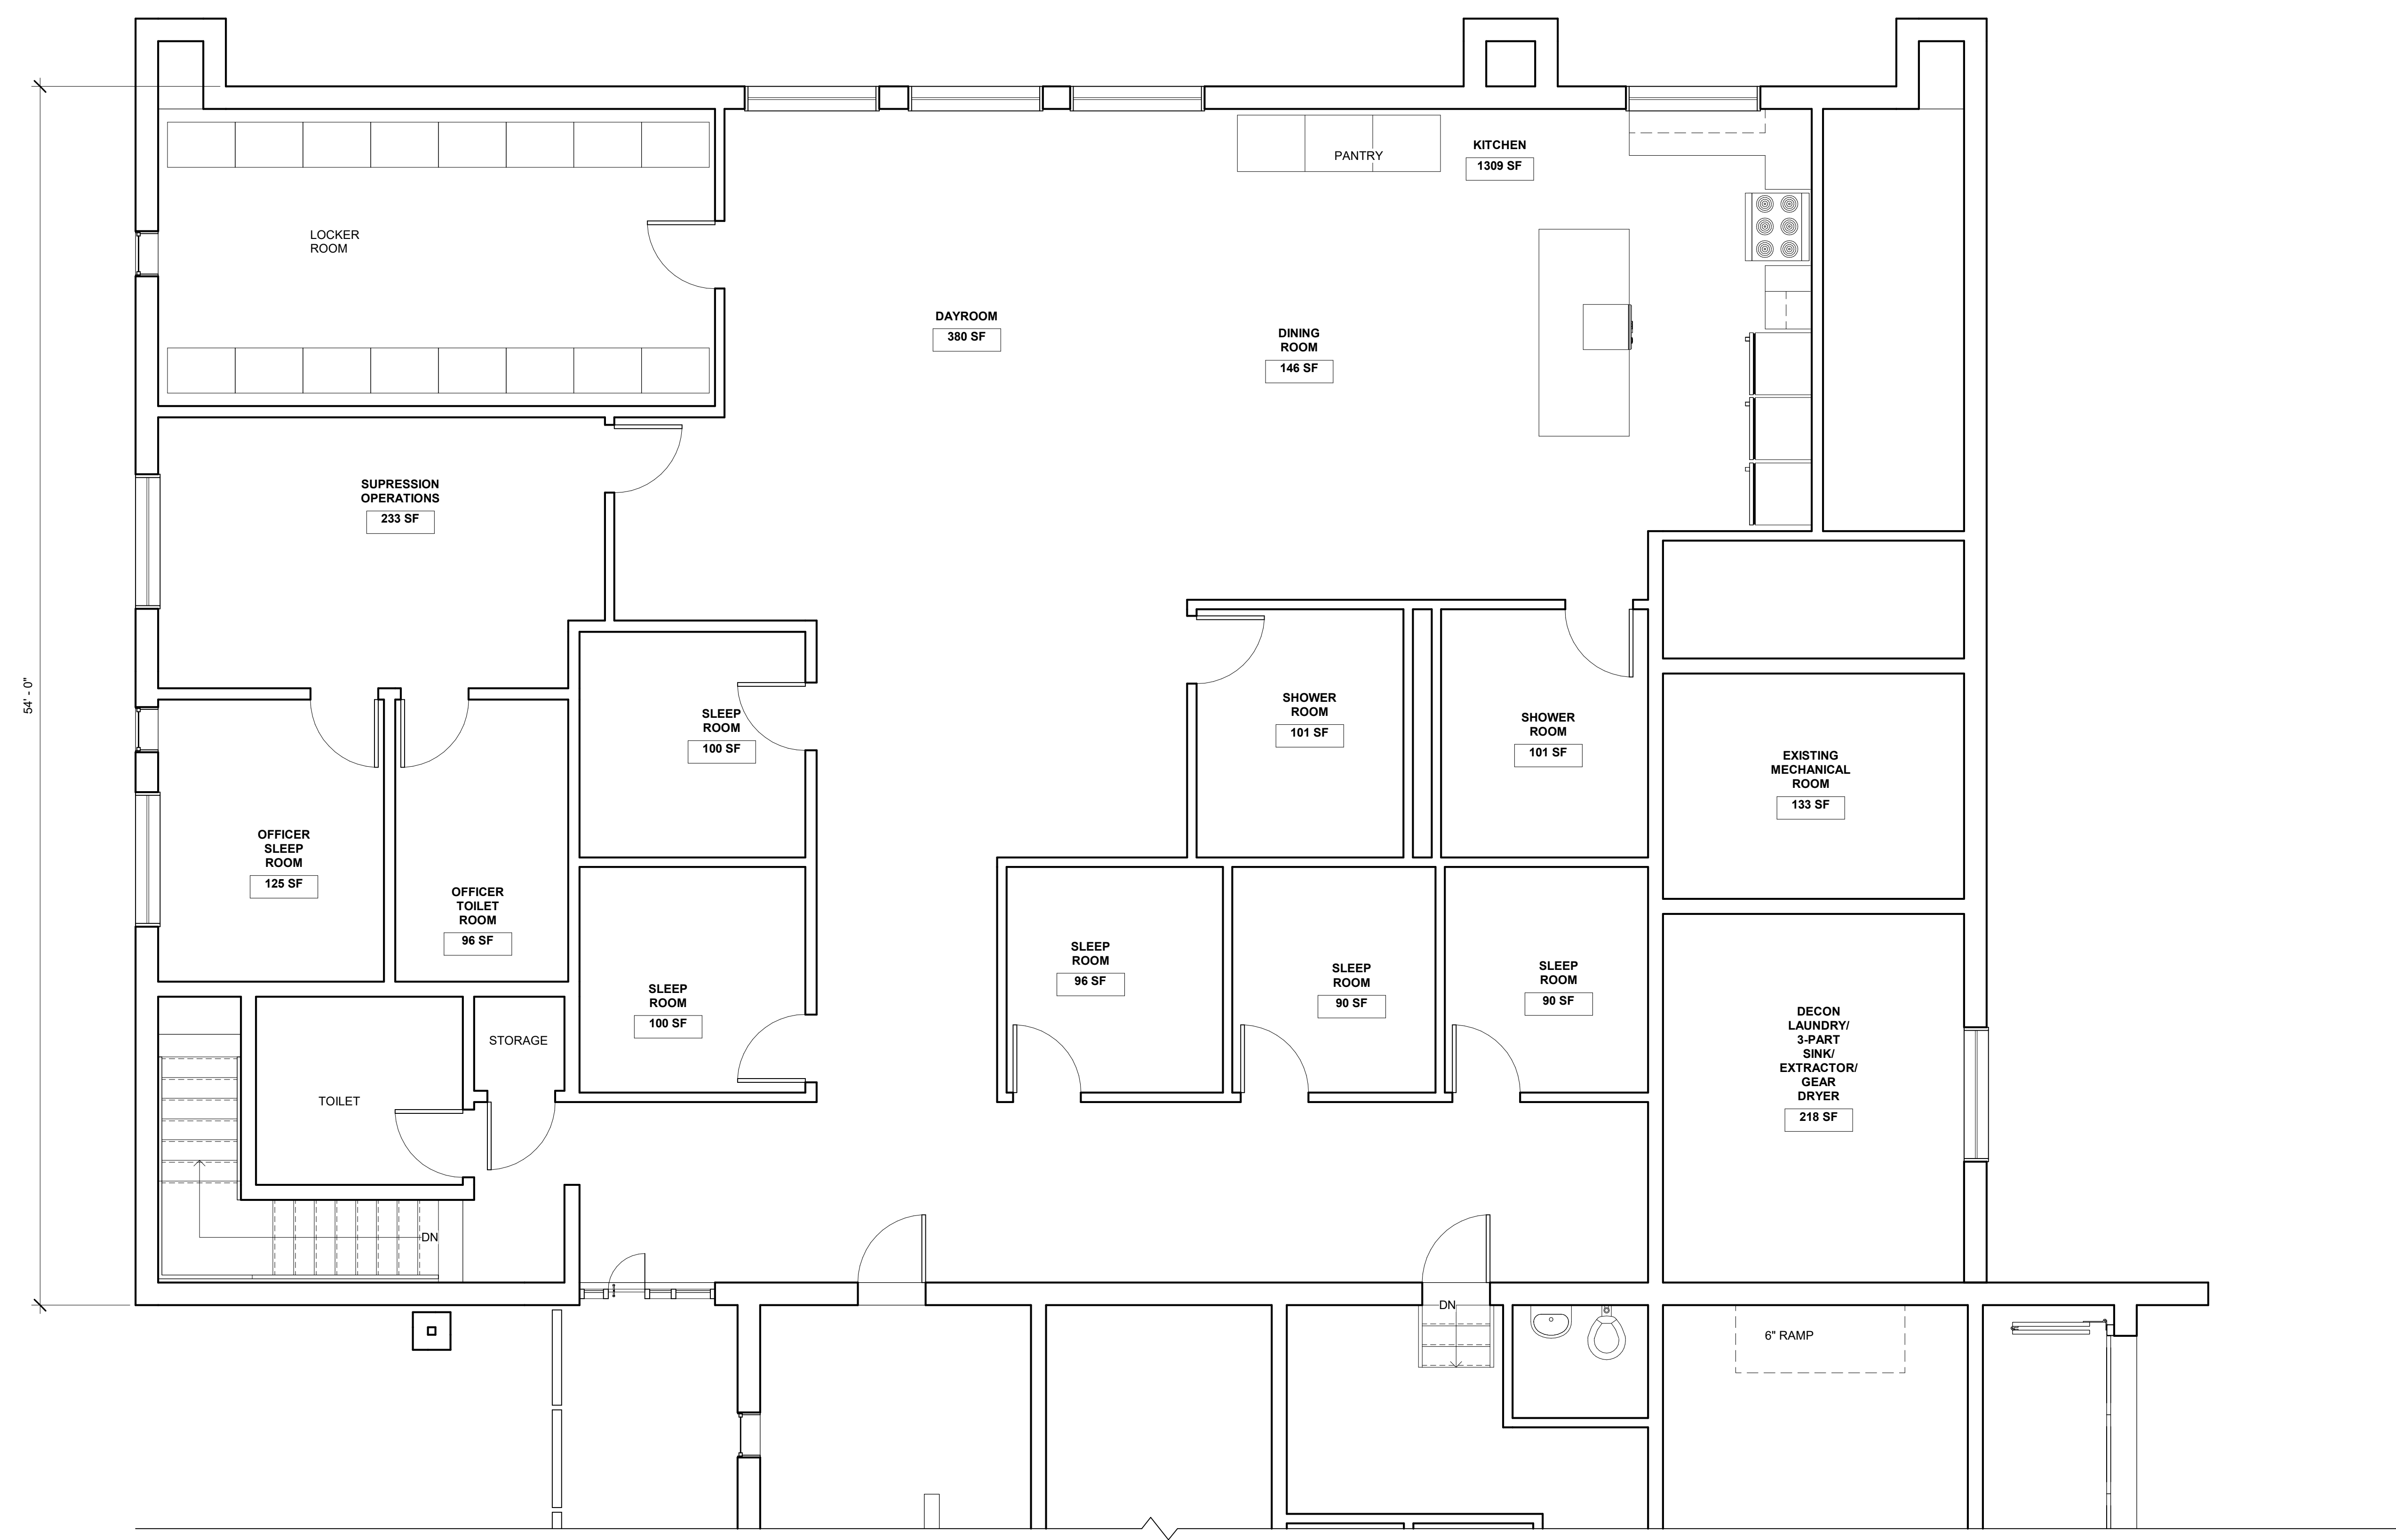 PANTRY
KITCHEN
1309 SF
LOCKER
ROOM
DAYROOM
380 SF
DINING
ROOM
146 SF
SUPRESSION
OPERATIONS
233 SF
54' - 0"
SLEEP
ROOM
100 SF
SHOWER
ROOM
101 SF
SHOWER
ROOM
101 SF
EXISTING
MECHANICAL
ROOM
133 SF
OFFICER
SLEEP
ROOM
125 SF
OFFICER
TOILET
ROOM
96 SF
SLEEP
ROOM
100 SF
SLEEP
ROOM
96 SF
SLEEP
ROOM
90 SF
SLEEP
ROOM
90 SF
DECON
LAUNDRY/
3-PART
SINK/
EXTRACTOR/
GEAR
DRYER
218 SF
STORAGE
TOILET
DN
DN
6" RAMP